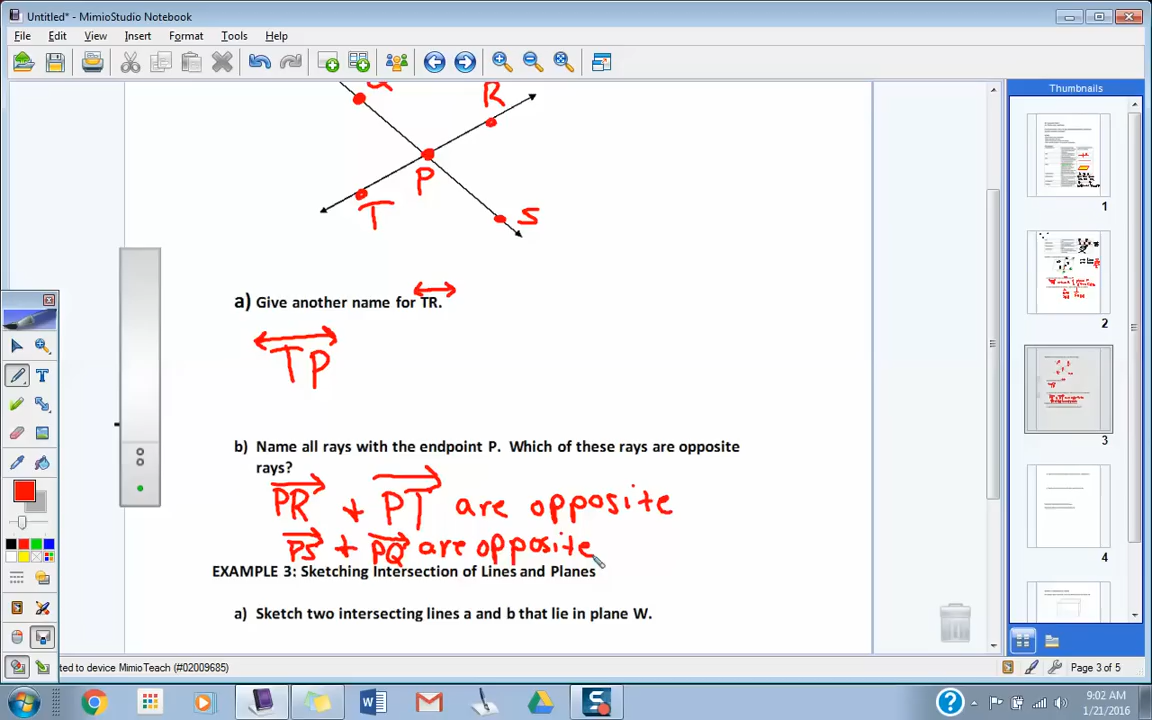 Untitled* - MimioStudio Notebook
File Edit View Insert Format Tools Help
Thumbnails
Q
R
P
T
S
a) Give another name for TR.
TP
b) Name all rays with the endpoint P. Which of these rays are opposite
rays?
PR + PT are opposite
PS + PQ are opposite
EXAMPLE 3: Sketching Intersection of Lines and Planes
a) Sketch two intersecting lines a and b that lie in plane W.
1
2
3
4
T
ted to device MimioTeach (#02009685)
Page 3 of 5
W
S
?
9:02 AM
1/21/2016